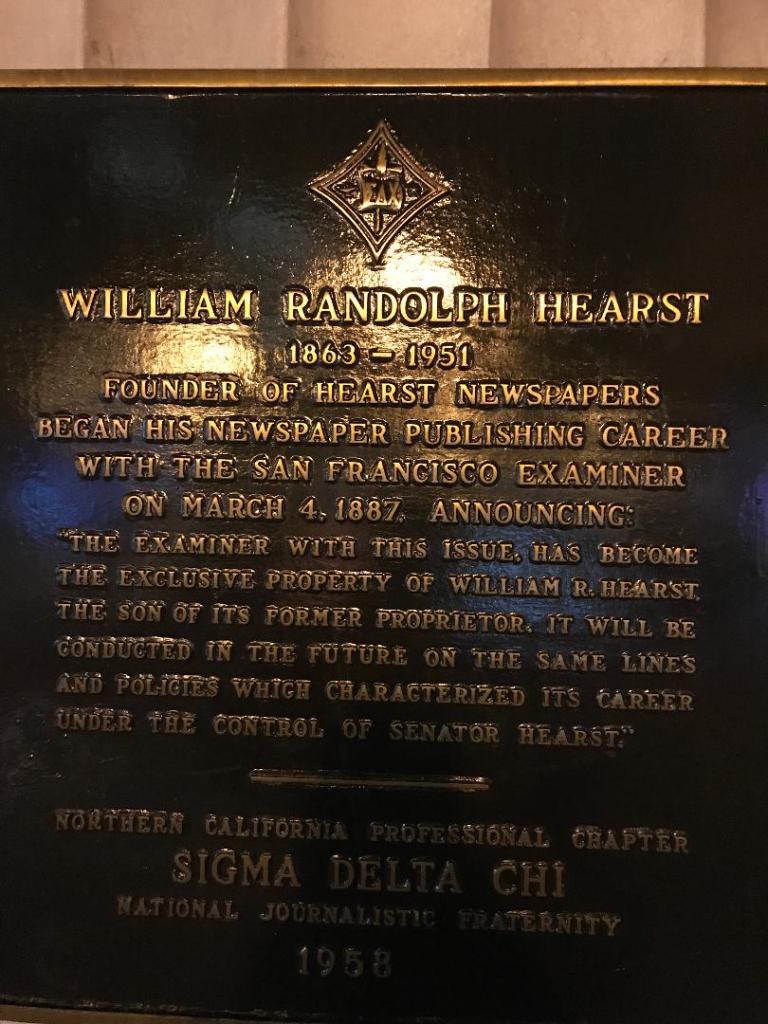 ΣΔΧ
WILLIAM RANDOLPH HEARST
1863 – 1951
FOUNDER OF HEARST NEWSPAPERS
BEGAN HIS NEWSPAPER PUBLISHING CAREER
WITH THE SAN FRANCISCO EXAMINER
ON MARCH 4, 1887, ANNOUNCING:
"THE EXAMINER WITH THIS ISSUE, HAS BECOME
THE EXCLUSIVE PROPERTY OF WILLIAM R. HEARST,
THE SON OF ITS FORMER PROPRIETOR. IT WILL BE
CONDUCTED IN THE FUTURE ON THE SAME LINES
AND POLICIES WHICH CHARACTERIZED ITS CAREER
UNDER THE CONTROL OF SENATOR HEARST."
NORTHERN CALIFORNIA PROFESSIONAL CHAPTER
SIGMA DELTA CHI
NATIONAL JOURNALISTIC FRATERNITY
1958